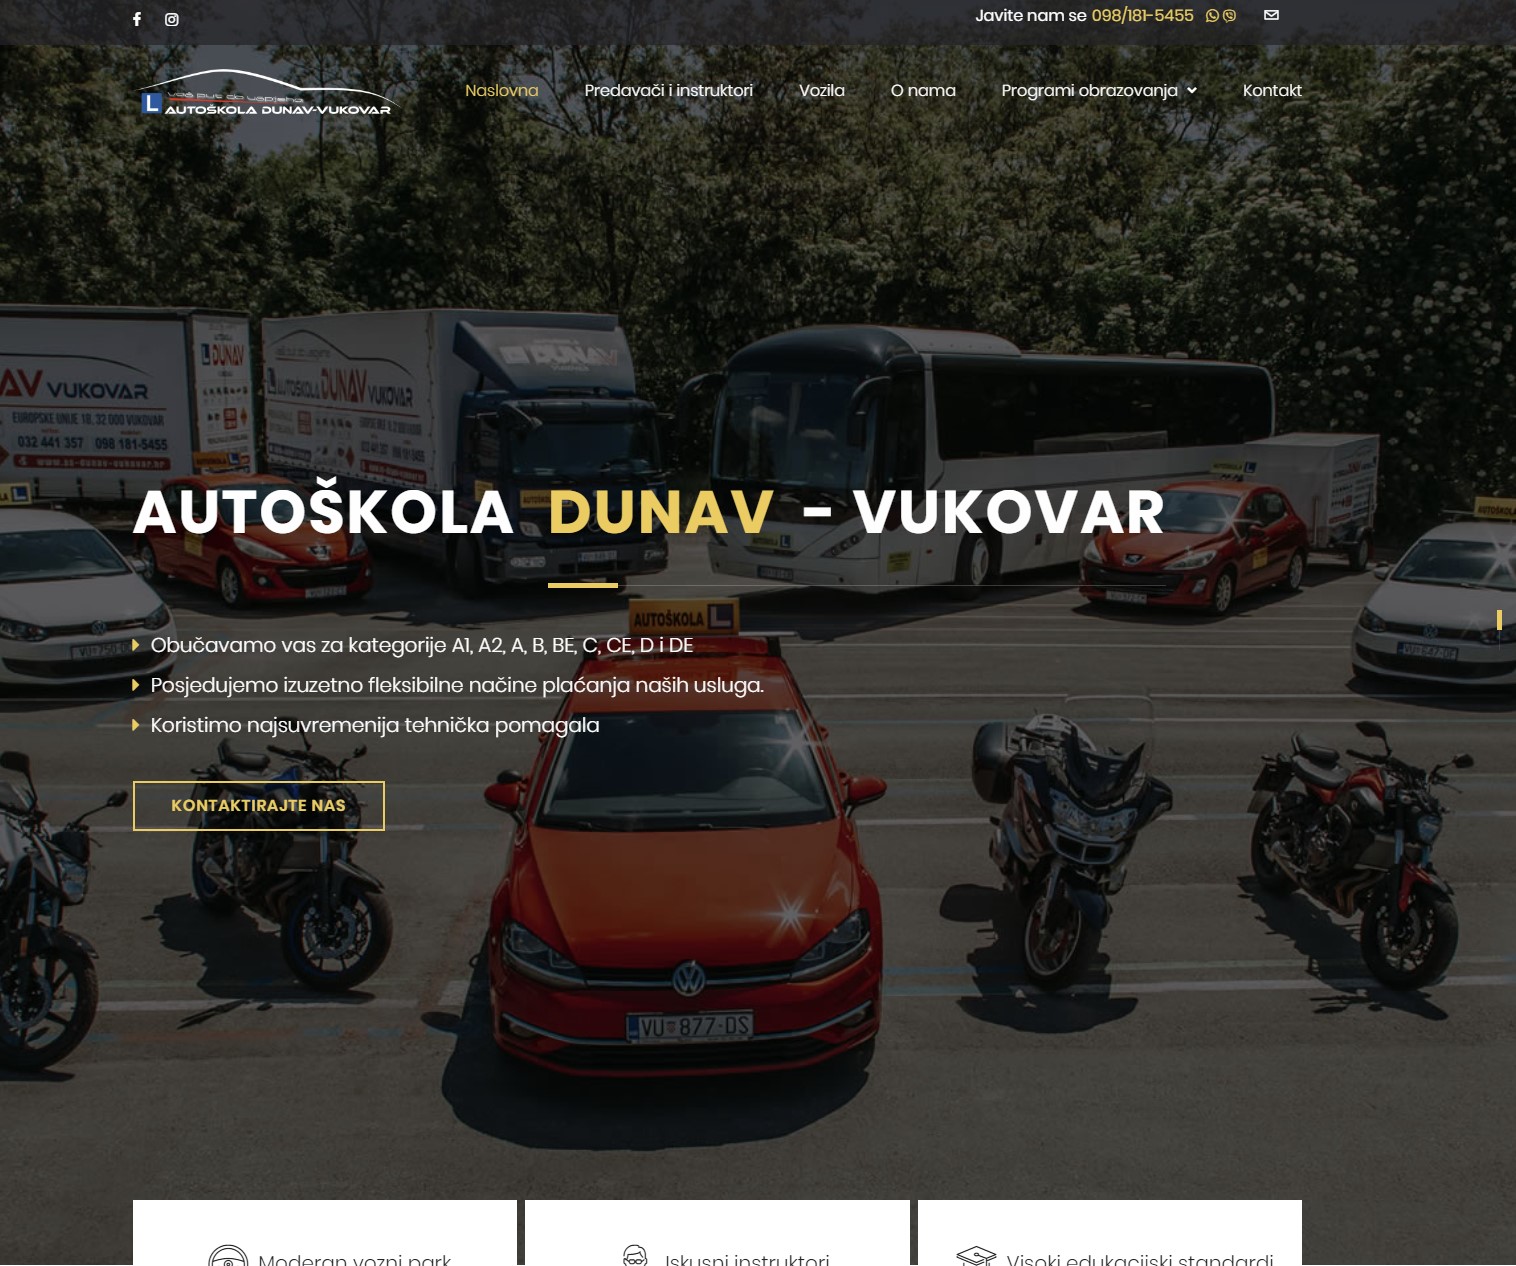 Javite nam se 098/181-5455
Vaš put do uspjeha
L AUTOŠKOLA DUNAV-VUKOVAR
Naslovna Predavači i instruktori Vozila O nama Programi obrazovanja Kontakt
AV VUKOVAR
EUROPSKE UNIJE 18, 32 000 VUKOVAR
032 441 357 098 181-5455
L DUNAV
AUTOŠKOLA DUNAV VUKOVAR
DUNAV
AUTOŠKOLA DUNAV - VUKOVAR
AUTOŠKOLA L
Obučavamo vas za kategorije A1, A2, A, B, BE, C, CE, D i DE
Posjedujemo izuzetno fleksibilne načine plaćanja naših usluga.
Koristimo najsuvremenija tehnička pomagala
KONTAKTIRAJTE NAS
VU 877-DS
Moderan vozni park
Iskusni instruktori
Visoki edukacijski standardi